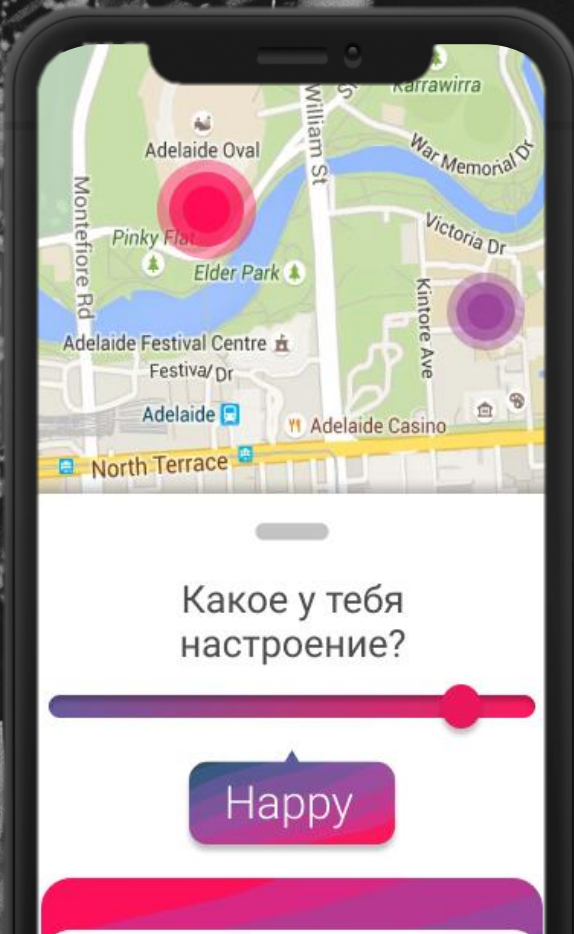 Karrawirra
William St
Adelaide Oval
War Memorial Dr
Montefiore Rd
Victoria Dr
Pinky Flat
Elder Park
Kintore Ave
Adelaide Festival Centre
Festival Dr
Adelaide
Adelaide Casino
North Terrace
Какое у тебя
настроение?
Happy